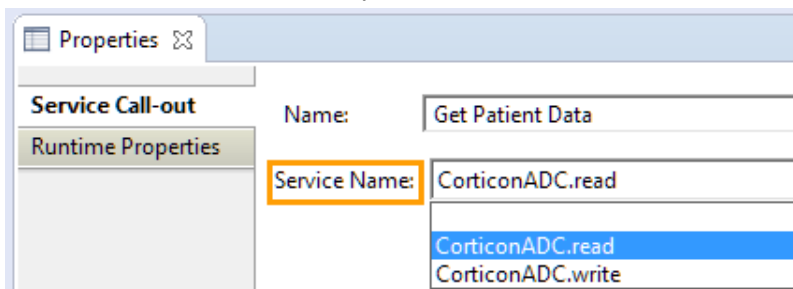 Properties
Service Call-out
Name: Get Patient Data
Runtime Properties
Service Name: CorticonADC.read
CorticonADC.read
CorticonADC.write